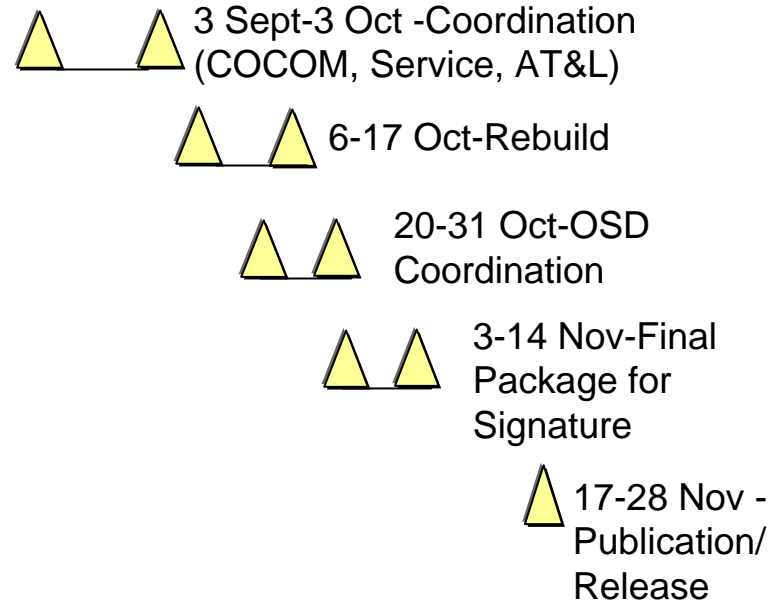 3 Sept-3 Oct -Coordination
(COCOM, Service, AT&L)
6-17 Oct-Rebuild
20-31 Oct-OSD
Coordination
3-14 Nov-Final
Package for
Signature
17-28 Nov -
Publication/
Release